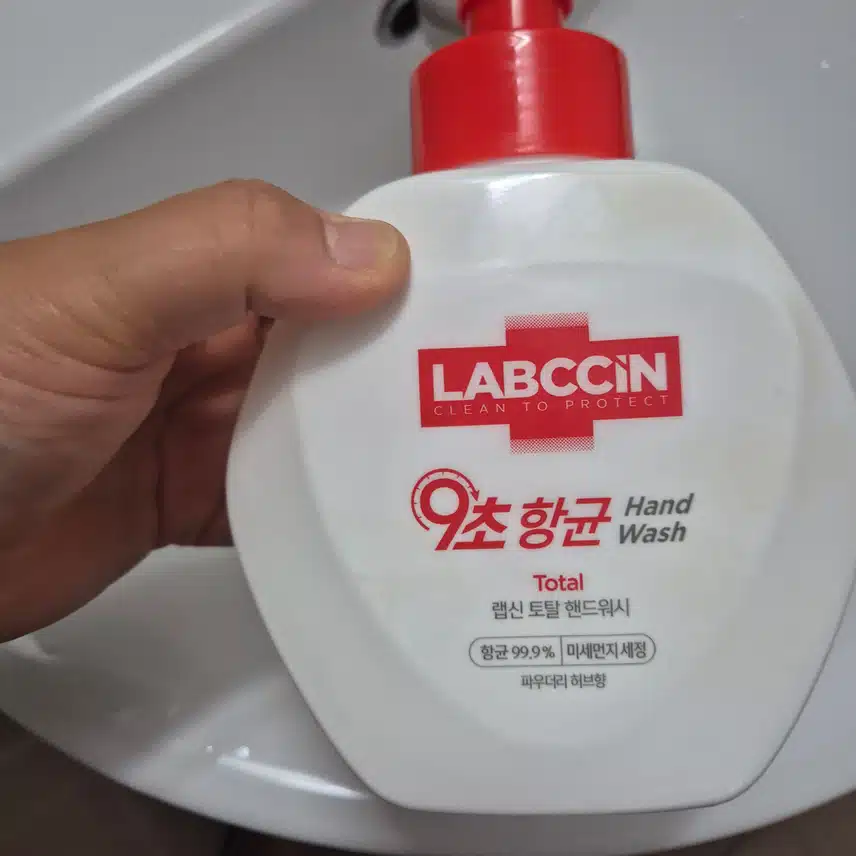 LABCCiN
CLEAN TO PROTECT
9초 항균 Hand Wash
Total
랩신 토탈 핸드워시
항균 99.9% 미세먼지 세정
파우더리 허브향